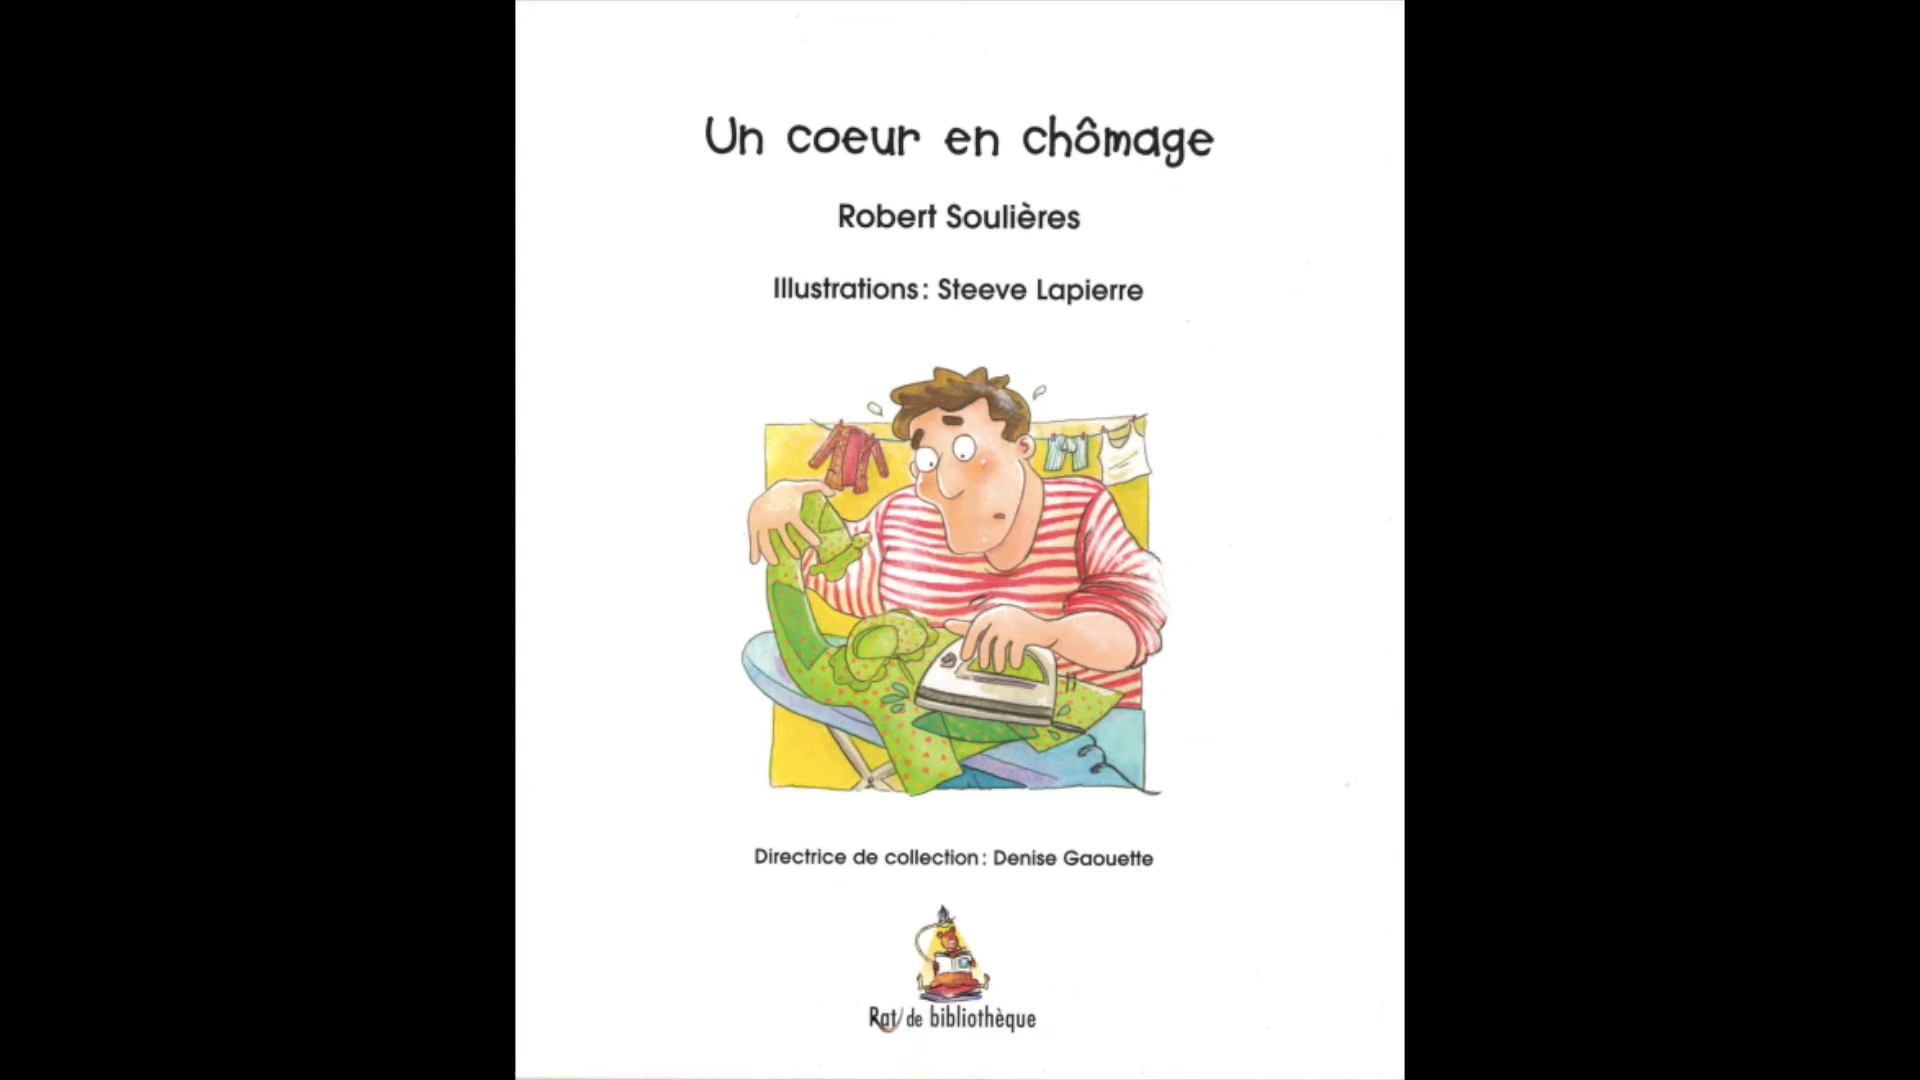 Un coeur en chômage
Robert Soulières
Illustrations: Steeve Lapierre
Directrice de collection: Denise Gaouette
Rat de bibliothèque